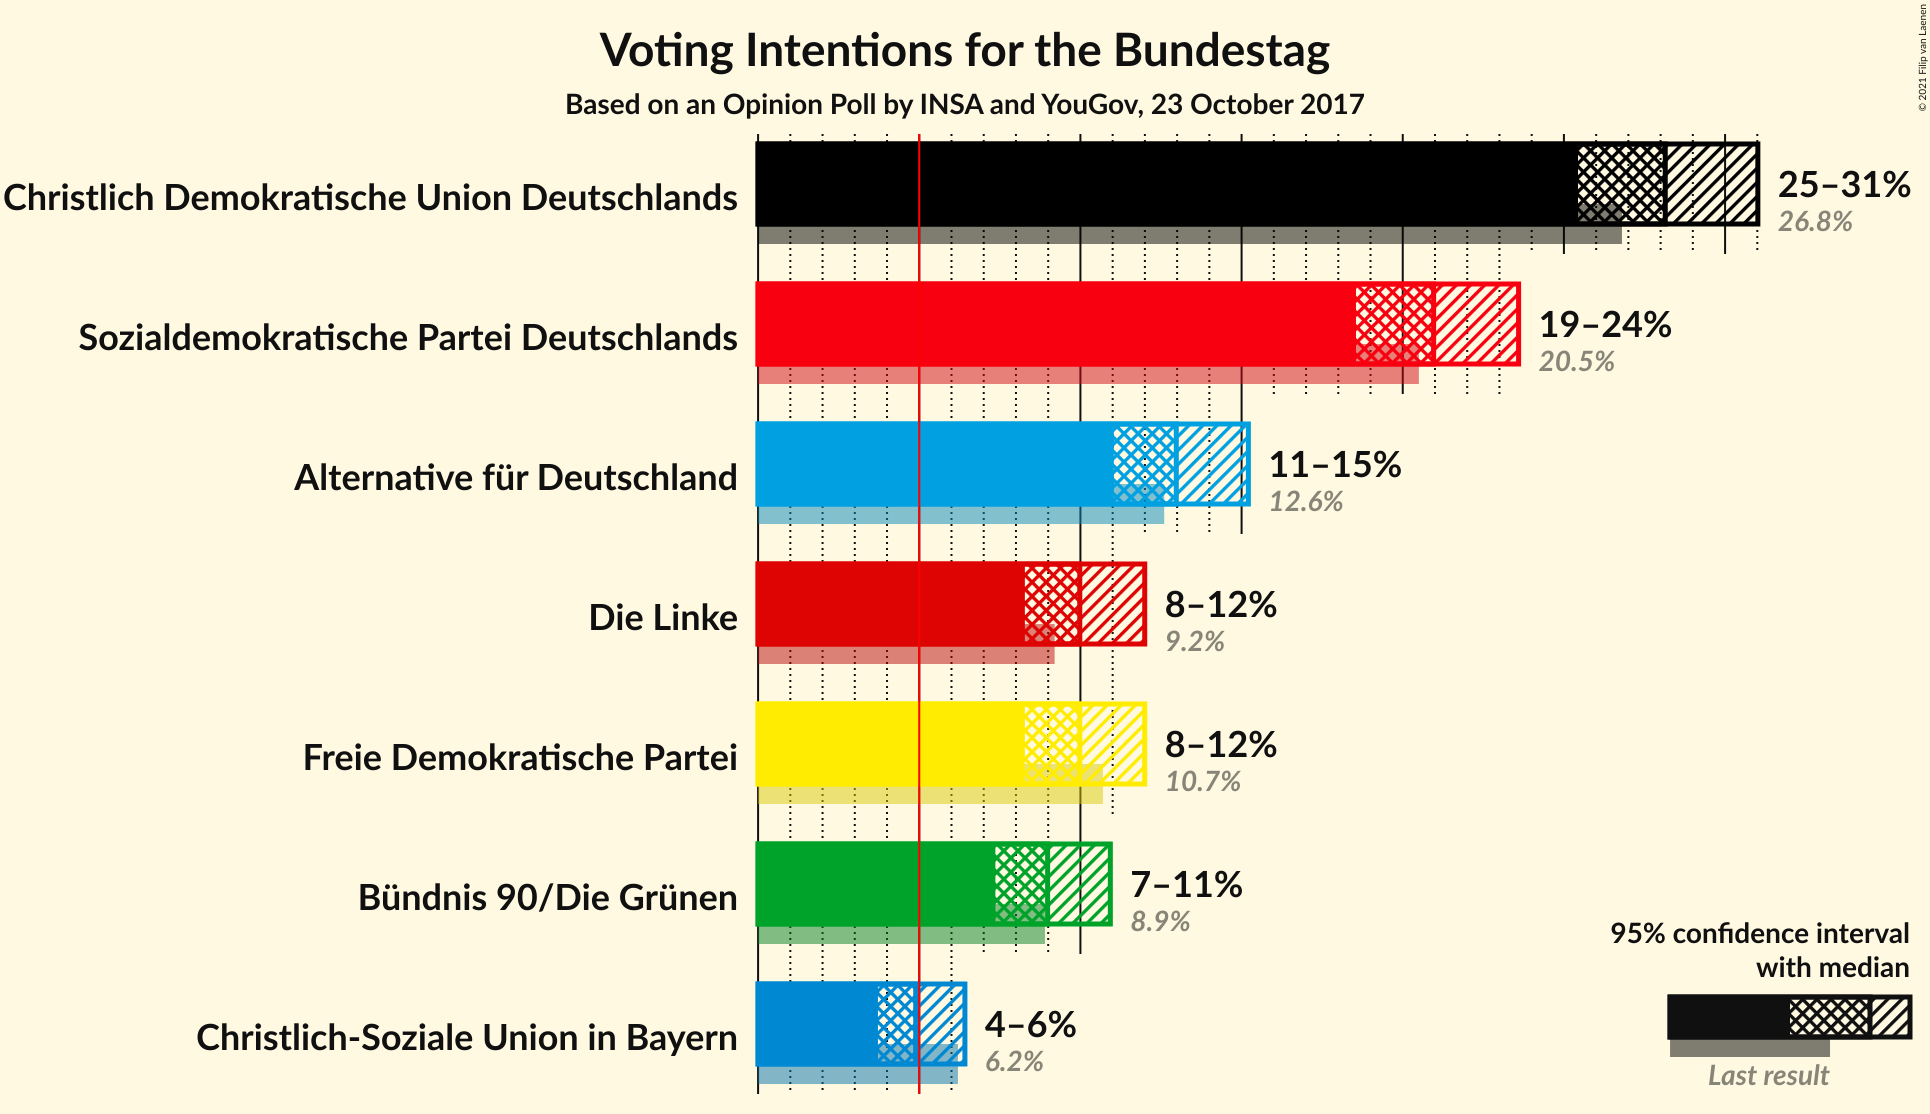 Voting Intentions for the Bundestag
Based on an Opinion Poll by INSA and YouGov, 23 October 2017
© 2021 Filip van Laenen
Christlich Demokratische Union Deutschlands
25–31%
26.8%
Sozialdemokratische Partei Deutschlands
19–24%
20.5%
Alternative für Deutschland
11–15%
12.6%
Die Linke
8–12%
9.2%
Freie Demokratische Partei
8–12%
10.7%
Bündnis 90/Die Grünen
7–11%
8.9%
Christlich-Soziale Union in Bayern
4–6%
6.2%
95% confidence interval
with median
Last result